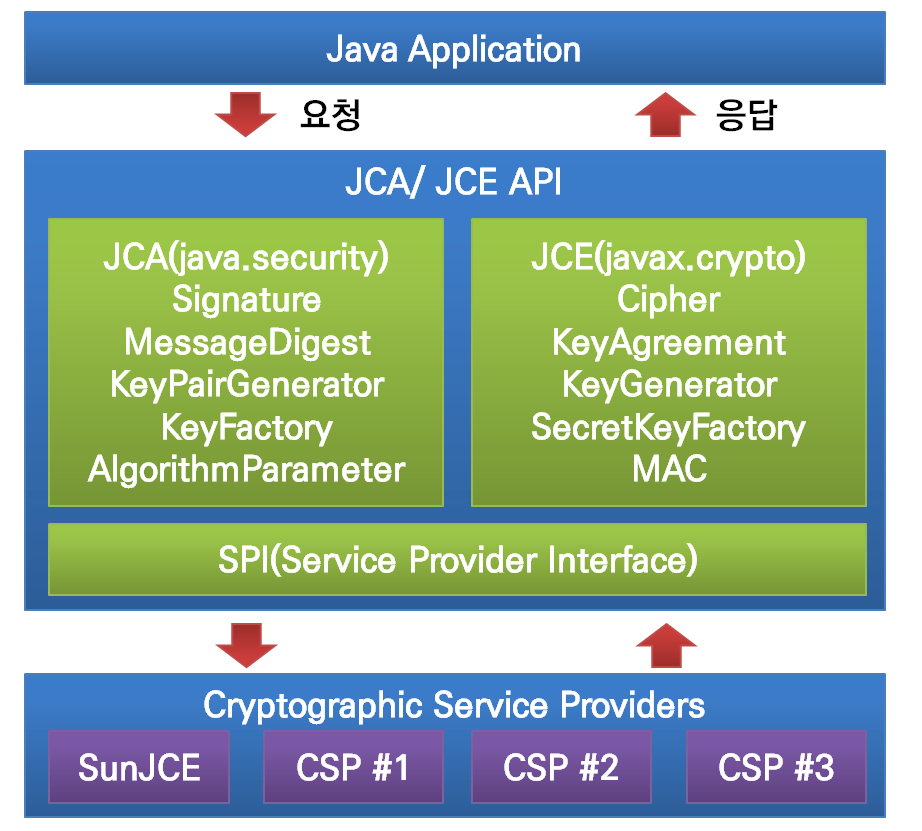 Java Application
요청
응답
JCA/ JCE API
JCA(java.security)
Signature
MessageDigest
KeyPairGenerator
KeyFactory
AlgorithmParameter
JCE(javax.crypto)
Cipher
KeyAgreement
KeyGenerator
SecretKeyFactory
MAC
SPI(Service Provider Interface)
Cryptographic Service Providers
SunJCE
CSP #1
CSP #2
CSP #3